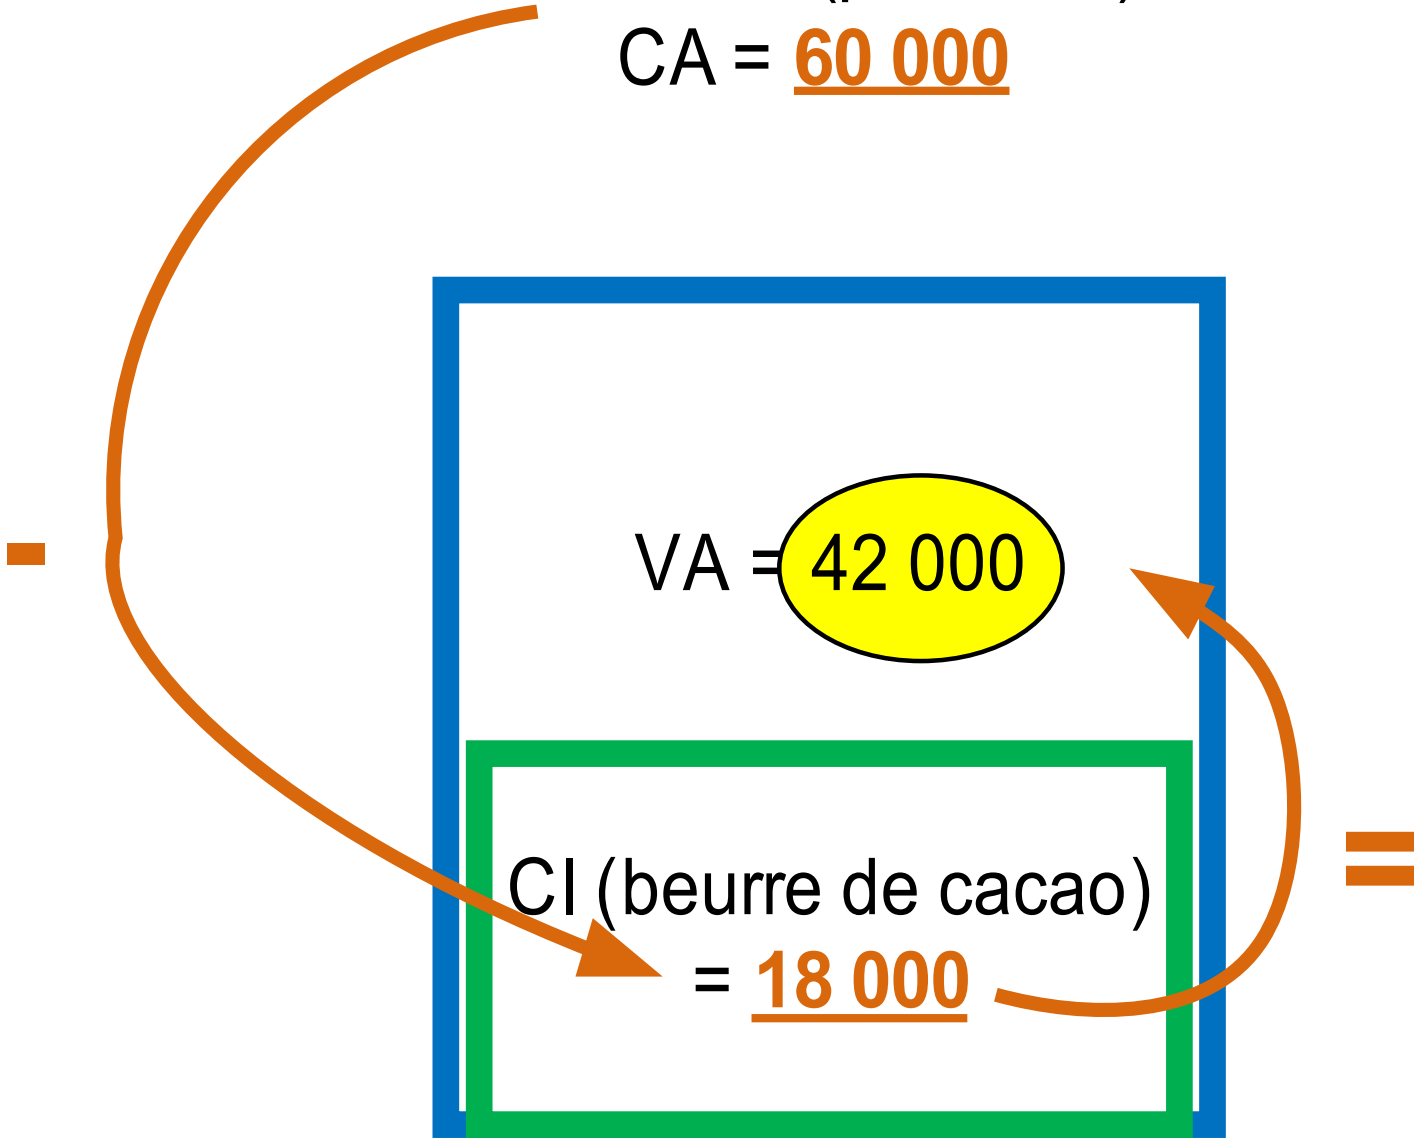 CA = 60 000
-
VA = 42 000
=
CI (beurre de cacao)
= 18 000